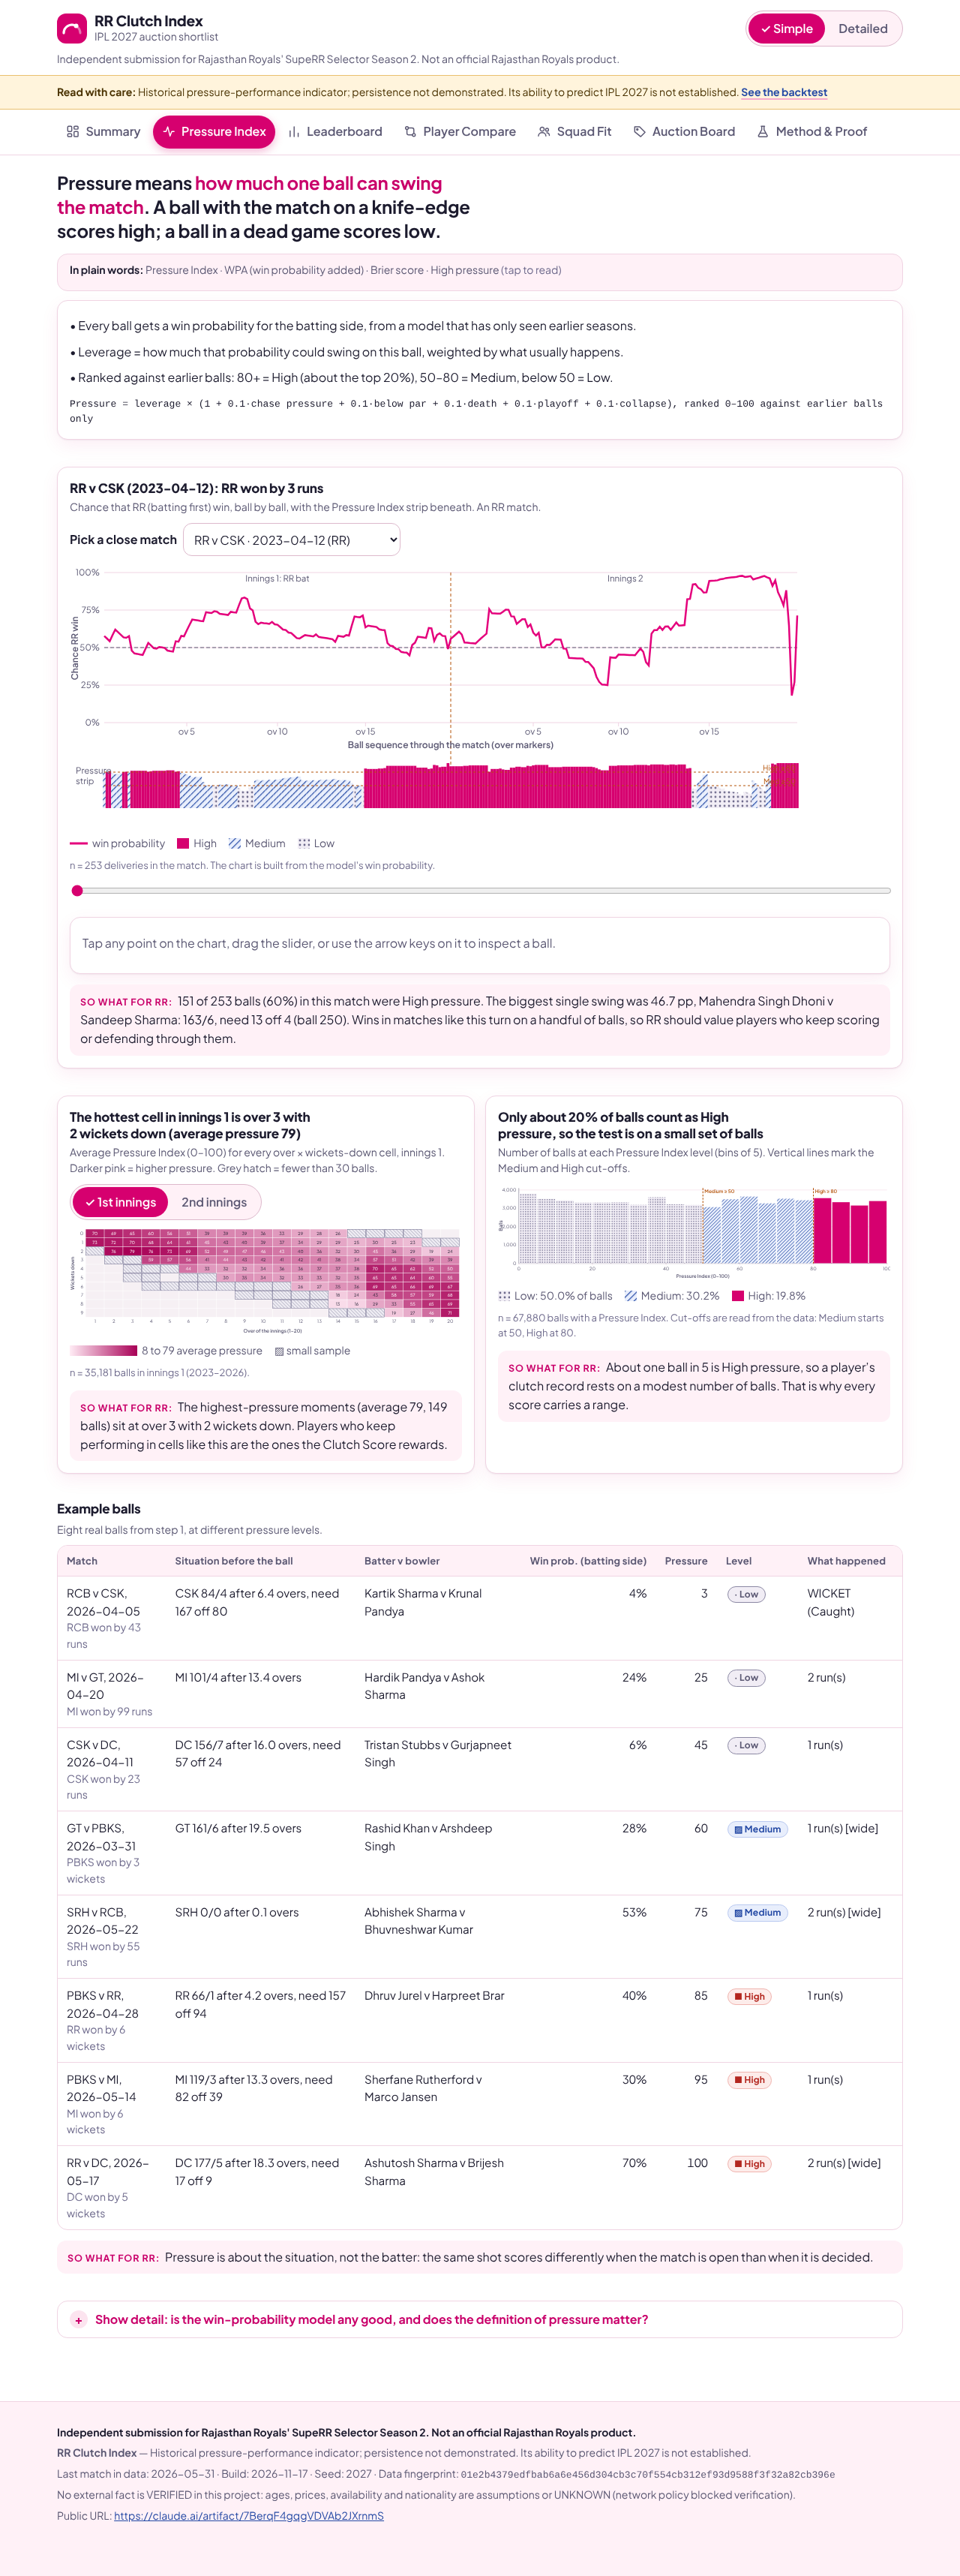 RR Clutch Index
IPL 2027 auction shortlist
✓ Simple
Detailed
Independent submission for Rajasthan Royals' SupeRR Selector Season 2. Not an official Rajasthan Royals product.
Read with care: Historical pressure-performance indicator; persistence not demonstrated. Its ability to predict IPL 2027 is not established. See the backtest
Summary
Pressure Index
Leaderboard
Player Compare
Squad Fit
Auction Board
Method & Proof
Pressure means how much one ball can swing
the match. A ball with the match on a knife-edge
scores high; a ball in a dead game scores low.
In plain words: Pressure Index · WPA (win probability added) · Brier score · High pressure (tap to read)
• Every ball gets a win probability for the batting side, from a model that has only seen earlier seasons.
• Leverage = how much that probability could swing on this ball, weighted by what usually happens.
• Ranked against earlier balls: 80+ = High (about the top 20%), 50–80 = Medium, below 50 = Low.
Pressure = leverage × (1 + 0.1·chase pressure + 0.1·below par + 0.1·death + 0.1·playoff + 0.1·collapse), ranked 0–100 against earlier balls
only
RR v CSK (2023-04-12): RR won by 3 runs
Chance that RR (batting first) win, ball by ball, with the Pressure Index strip beneath. An RR match.
Pick a close match
RR v CSK · 2023-04-12 (RR)
100%
75%
50%
25%
0%
Chance RR win
Innings 1: RR bat
Innings 2
ov 5
ov 10
ov 15
ov 5
ov 10
ov 15
Ball sequence through the match (over markers)
Pressure
strip
win probability
High
Medium
Low
n = 253 deliveries in the match. The chart is built from the model's win probability.
Tap any point on the chart, drag the slider, or use the arrow keys on it to inspect a ball.
SO WHAT FOR RR: 151 of 253 balls (60%) in this match were High pressure. The biggest single swing was 46.7 pp, Mahendra Singh Dhoni v
Sandeep Sharma: 163/6, need 13 off 4 (ball 250). Wins in matches like this turn on a handful of balls, so RR should value players who keep scoring
or defending through them.
The hottest cell in innings 1 is over 3 with
2 wickets down (average pressure 79)
Average Pressure Index (0–100) for every over × wickets-down cell, innings 1.
Darker pink = higher pressure. Grey hatch = fewer than 30 balls.
✓ 1st innings
2nd innings
Wickets down
Over of the innings (1–20)
8 to 79 average pressure
small sample
n = 35,181 balls in innings 1 (2023–2026).
SO WHAT FOR RR: The highest-pressure moments (average 79, 149
balls) sit at over 3 with 2 wickets down. Players who keep
performing in cells like this are the ones the Clutch Score rewards.
Only about 20% of balls count as High
pressure, so the test is on a small set of balls
Number of balls at each Pressure Index level (bins of 5). Vertical lines mark the
Medium and High cut-offs.
Medium ≥ 50
High ≥ 80
4,000
3,000
2,000
1,000
0
Balls
0
20
40
60
80
Pressure Index (0–100)
Low: 50.0% of balls
Medium: 30.2%
High: 19.8%
n = 67,880 balls with a Pressure Index. Cut-offs are read from the data: Medium starts
at 50, High at 80.
SO WHAT FOR RR: About one ball in 5 is High pressure, so a player's
clutch record rests on a modest number of balls. That is why every
score carries a range.
Example balls
Eight real balls from step 1, at different pressure levels.
Match
Situation before the ball
Batter v bowler
Win prob. (batting side)
Pressure
Level
What happened
RCB v CSK,
2026-04-05
RCB won by 43
runs
CSK 84/4 after 6.4 overs, need
167 off 80
Kartik Sharma v Krunal
Pandya
4%
3
· Low
WICKET
(Caught)
MI v GT, 2026-
04-20
MI won by 99 runs
MI 101/4 after 13.4 overs
Hardik Pandya v Ashok
Sharma
24%
25
· Low
2 run(s)
CSK v DC,
2026-04-11
CSK won by 23
runs
DC 156/7 after 16.0 overs, need
57 off 24
Tristan Stubbs v Gurjapneet
Singh
6%
45
· Low
1 run(s)
GT v PBKS,
2026-03-31
PBKS won by 3
wickets
GT 161/6 after 19.5 overs
Rashid Khan v Arshdeep
Singh
28%
60
Medium
1 run(s) [wide]
SRH v RCB,
2026-05-22
SRH won by 55
runs
SRH 0/0 after 0.1 overs
Abhishek Sharma v
Bhuvneshwar Kumar
53%
75
Medium
2 run(s) [wide]
PBKS v RR,
2026-04-28
RR won by 6
wickets
RR 66/1 after 4.2 overs, need 157
off 94
Dhruv Jurel v Harpreet Brar
40%
85
High
1 run(s)
PBKS v MI,
2026-05-14
MI won by 6
wickets
MI 119/3 after 13.3 overs, need
82 off 39
Sherfane Rutherford v
Marco Jansen
30%
95
High
1 run(s)
RR v DC, 2026-
05-17
DC won by 5
wickets
DC 177/5 after 18.3 overs, need
17 off 9
Ashutosh Sharma v Brijesh
Sharma
70%
100
High
2 run(s) [wide]
SO WHAT FOR RR: Pressure is about the situation, not the batter: the same shot scores differently when the match is open than when it is decided.
+ Show detail: is the win-probability model any good, and does the definition of pressure matter?
Independent submission for Rajasthan Royals' SupeRR Selector Season 2. Not an official Rajasthan Royals product.
RR Clutch Index — Historical pressure-performance indicator; persistence not demonstrated. Its ability to predict IPL 2027 is not established.
Last match in data: 2026-05-31 · Build: 2026-11-17 · Seed: 2027 · Data fingerprint: 01e2b4379edfbab6a6e456d304cb3c70f554cb312ef93d9588f3f32a82cb396e
No external fact is VERIFIED in this project: ages, prices, availability and nationality are assumptions or UNKNOWN (network policy blocked verification).
Public URL: https://claude.ai/artifact/7BerqF4gqgVDVAb2JXrnmS